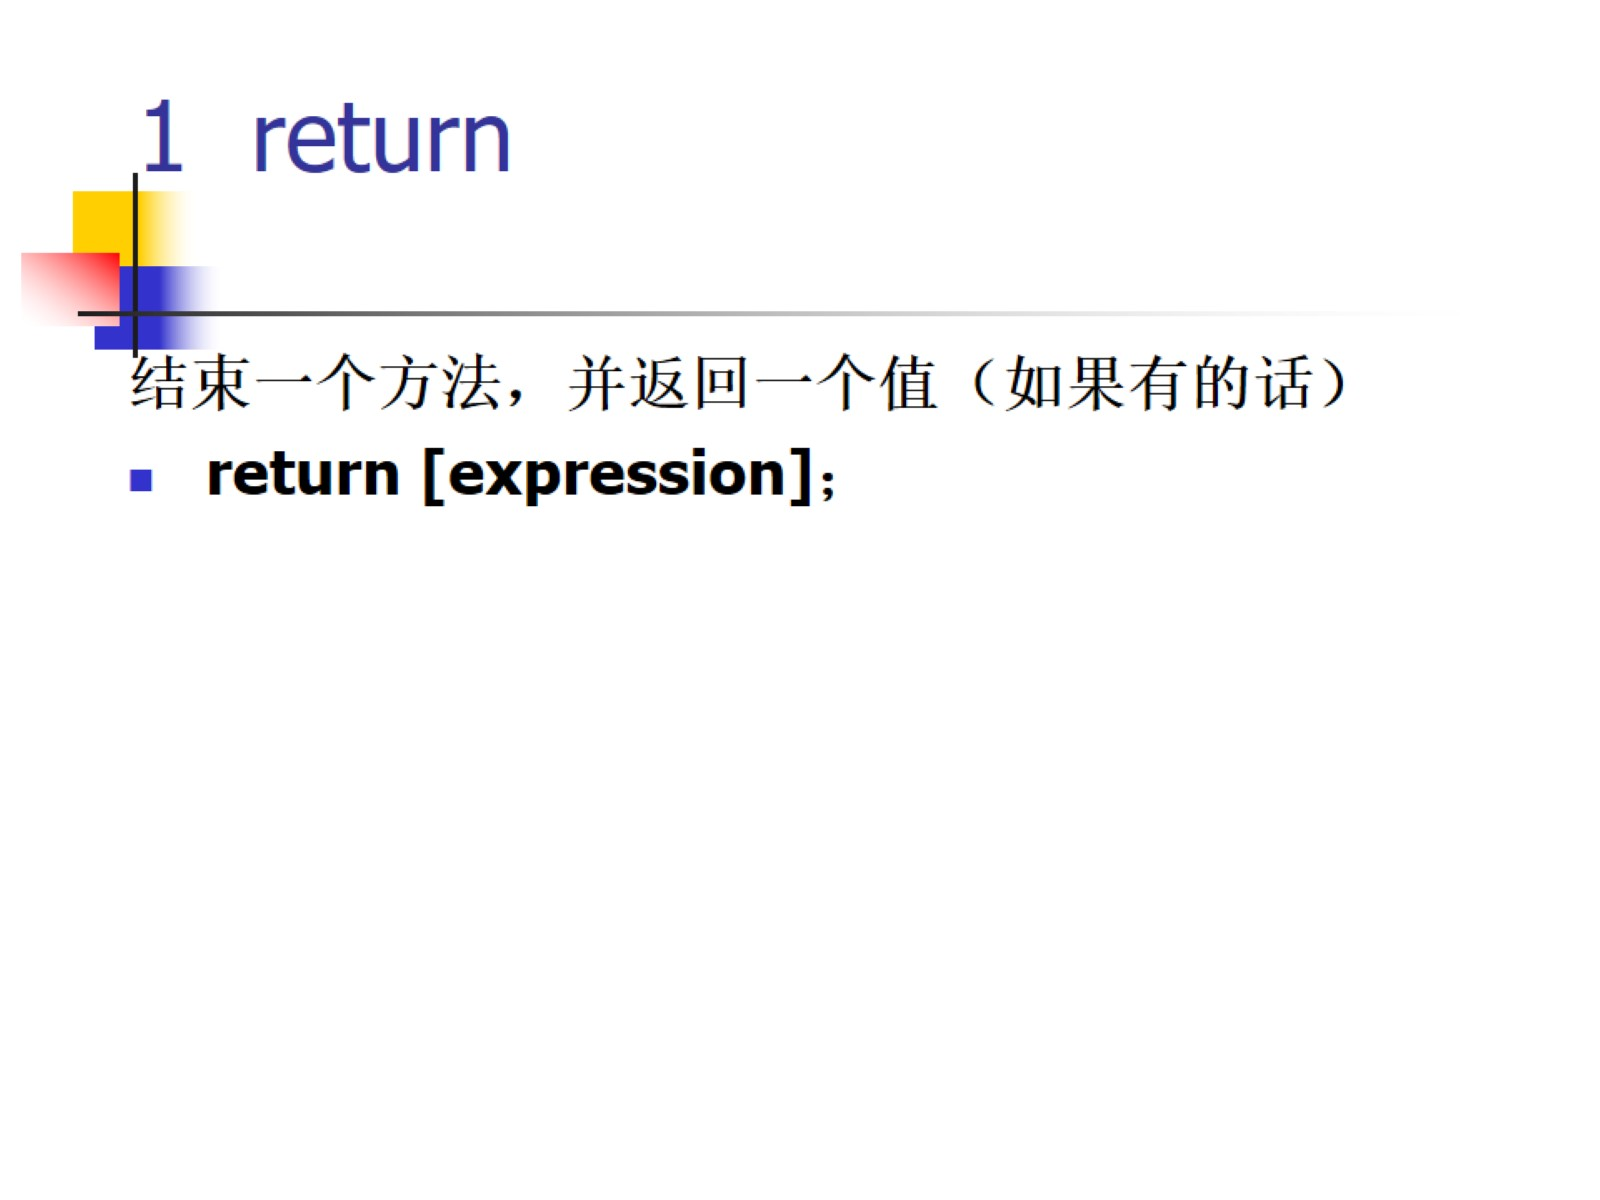 1 return
结束一个方法，并返回一个值（如果有的话）
return [expression]；